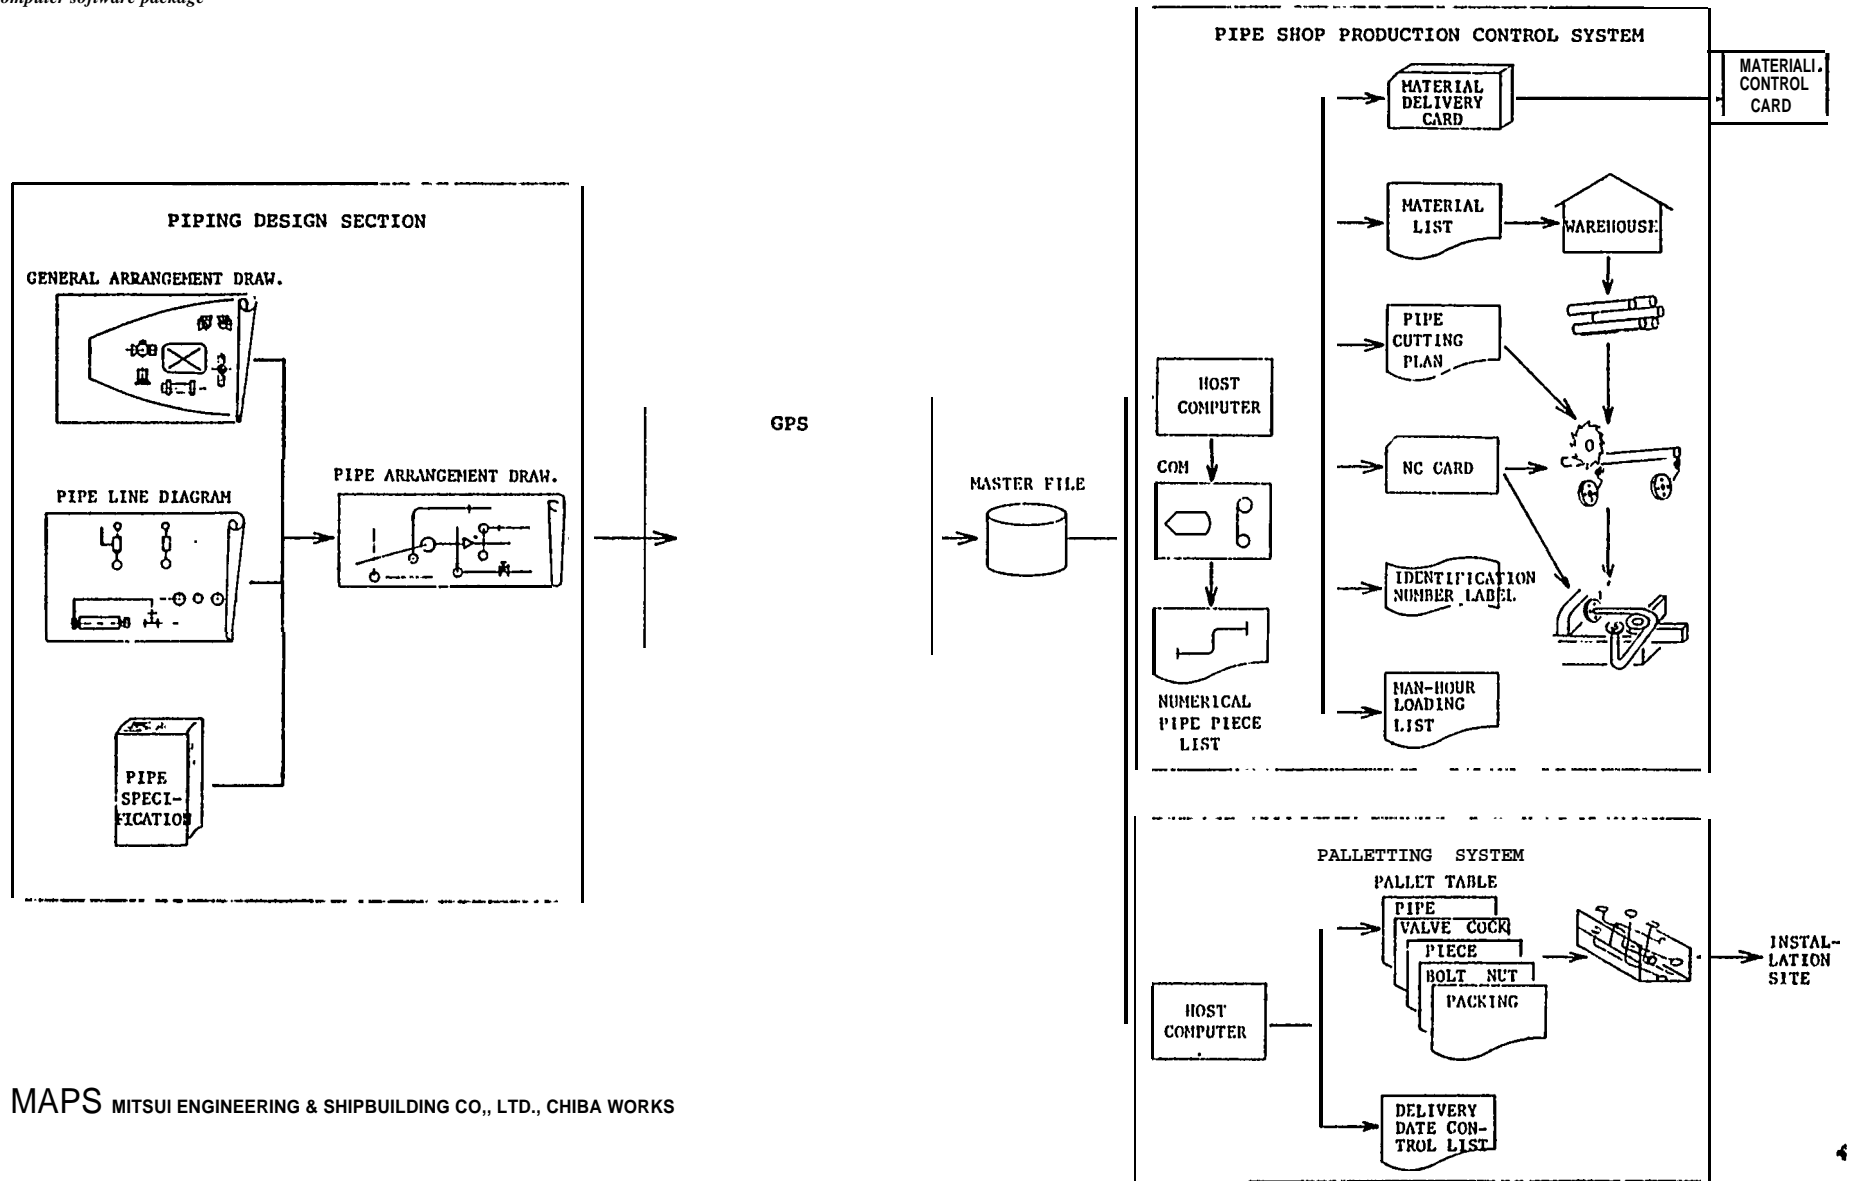 computer software package
PIPING DESIGN SECTION
GENERAL ARRANGEMENT DRAW.
PIPE LINE DIAGRAM
PIPE ARRANGEMENT DRAW.
PIPE
SPECI-
FICATION
GPS
MASTER FILE
PIPE SHOP PRODUCTION CONTROL SYSTEM
HOST
COMPUTER
COM
NUMERICAL
PIPE PIECE
LIST
MATERIAL
DELIVERY
CARD
MATERIALI.
CONTROL
CARD
MATERIAL
LIST
WAREHOUSE
PIPE
CUTTING
PLAN
NC CARD
IDENTIFICATION
NUMBER LABEL
MAN-HOUR
LOADING
LIST
PALLETTING SYSTEM
PALLET TABLE
PIPE
VALVE COCK
PIECE
BOLT NUT
PACKING
INSTAL-
LATION
SITE
HOST
COMPUTER
DELIVERY
DATE CON-
TROL LIST
MAPS MITSUI ENGINEERING & SHIPBUILDING CO,, LTD., CHIBA WORKS